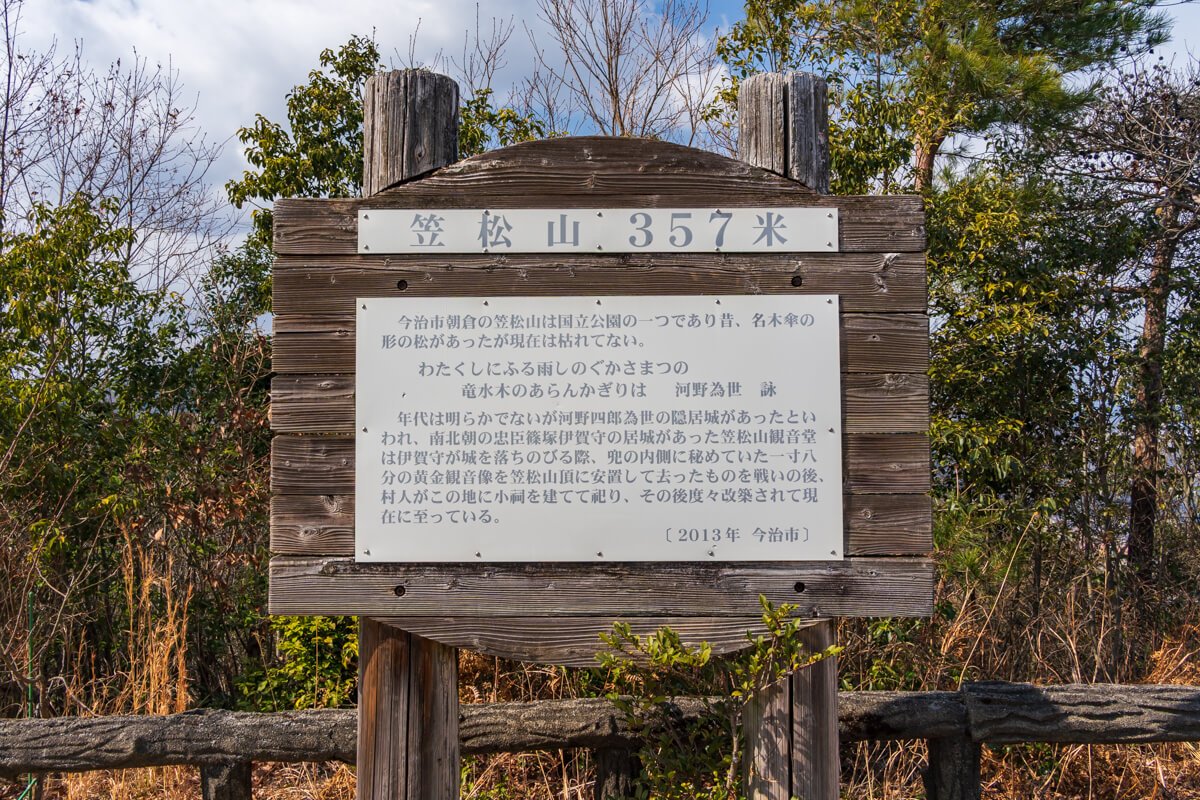 笠松山 357米
今治市朝倉の笠松山は国立公園の一つであり昔、名木傘の
形の松があったが現在は枯れてない。
わたくしにふる雨しのぐかさまつの
竜水木のあらんかぎりは 河野為世 詠
年代は明らかでないが河野四郎為世の隠居城があったとい
われ、南北朝の忠臣篠塚伊賀守の居城があった笠松山観音堂
は伊賀守が城を落ちのびる際、兜の内側に秘めていた一寸八
分の黄金観音像を笠松山頂に安置して去ったものを戦いの後、
村人がこの地に小祠を建てて祀り、その後度々改築されて現
在に至っている。
〔2013年 今治市〕